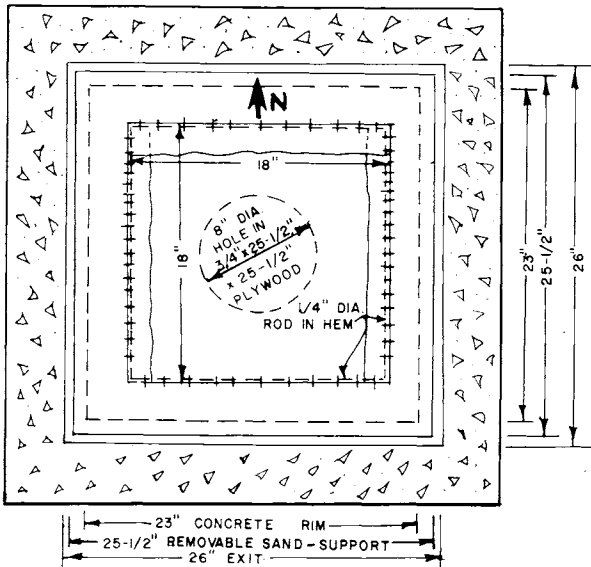 N
18"
18"
8" DIA.
HOLE IN
3/4" x 25-1/2"
x 25-1/2"
PLYWOOD
1/4" DIA.
ROD IN HEM
23"
25-1/2"
26"
23" CONCRETE RIM
25-1/2" REMOVABLE SAND-SUPPORT
26" EXIT